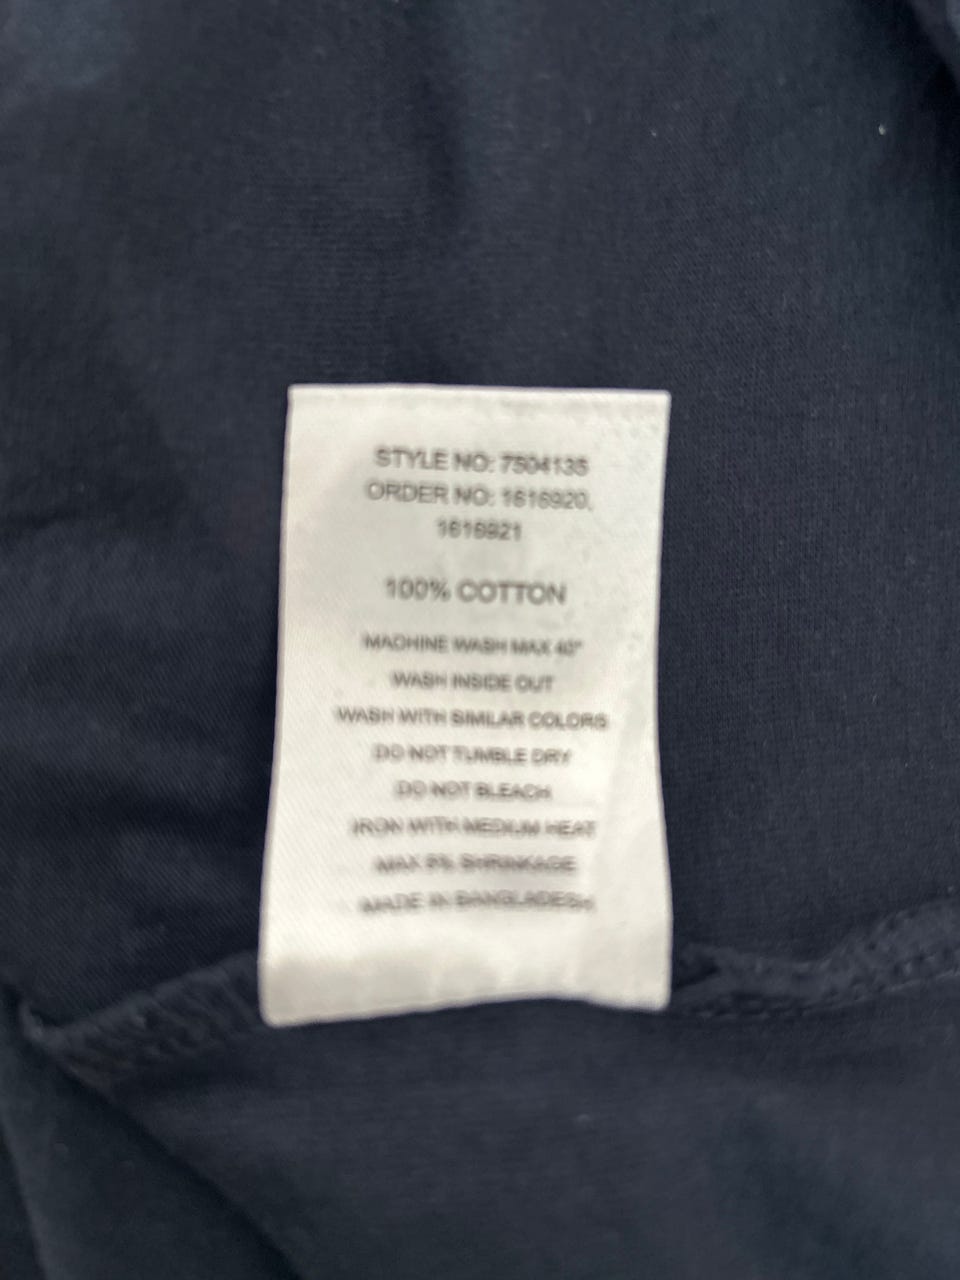 STYLE NO: 7504135
ORDER NO: 1616920,
1616921
100% COTTON
MACHINE WASH MAX 40°
WASH INSIDE OUT
WASH WITH SIMILAR COLORS
DO NOT TUMBLE DRY
DO NOT BLEACH
IRON WITH MEDIUM HEAT
MAX 5% SHRINKAGE
MADE IN BANGLADESH